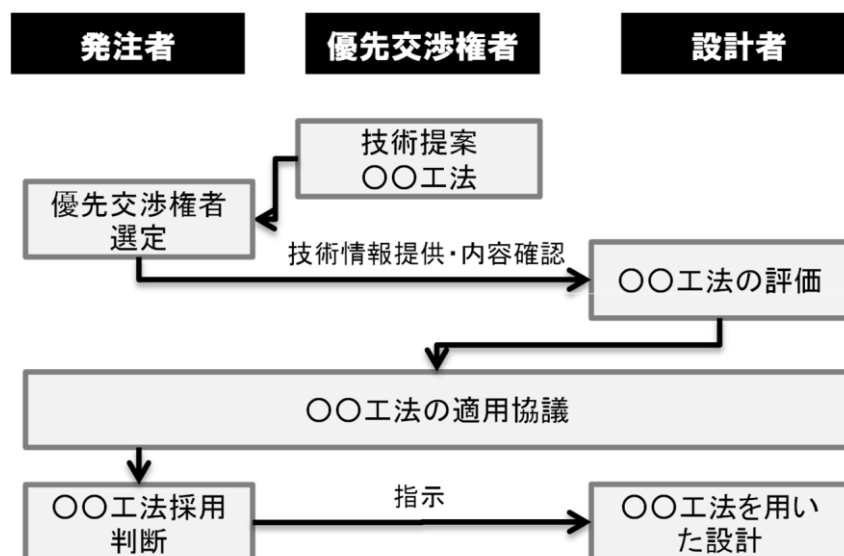 発注者
優先交渉権者
設計者
技術提案
〇〇工法
優先交渉権者
選定
技術情報提供・内容確認
〇〇工法の評価
〇〇工法の適用協議
〇〇工法採用
判断
指示
〇〇工法を用い
た設計